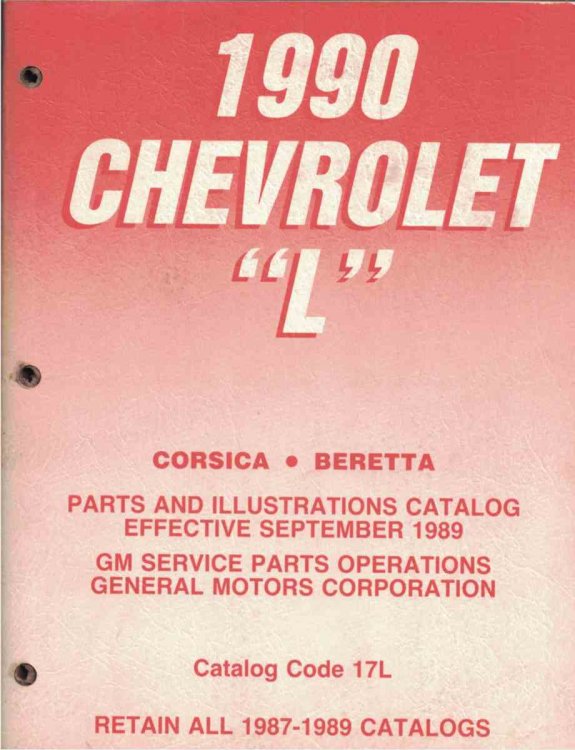 1990
CHEVROLET
“L”
CORSICA • BERETTA
PARTS AND ILLUSTRATIONS CATALOG
EFFECTIVE SEPTEMBER 1989
GM SERVICE PARTS OPERATIONS
GENERAL MOTORS CORPORATION
Catalog Code 17L
RETAIN ALL 1987-1989 CATALOGS